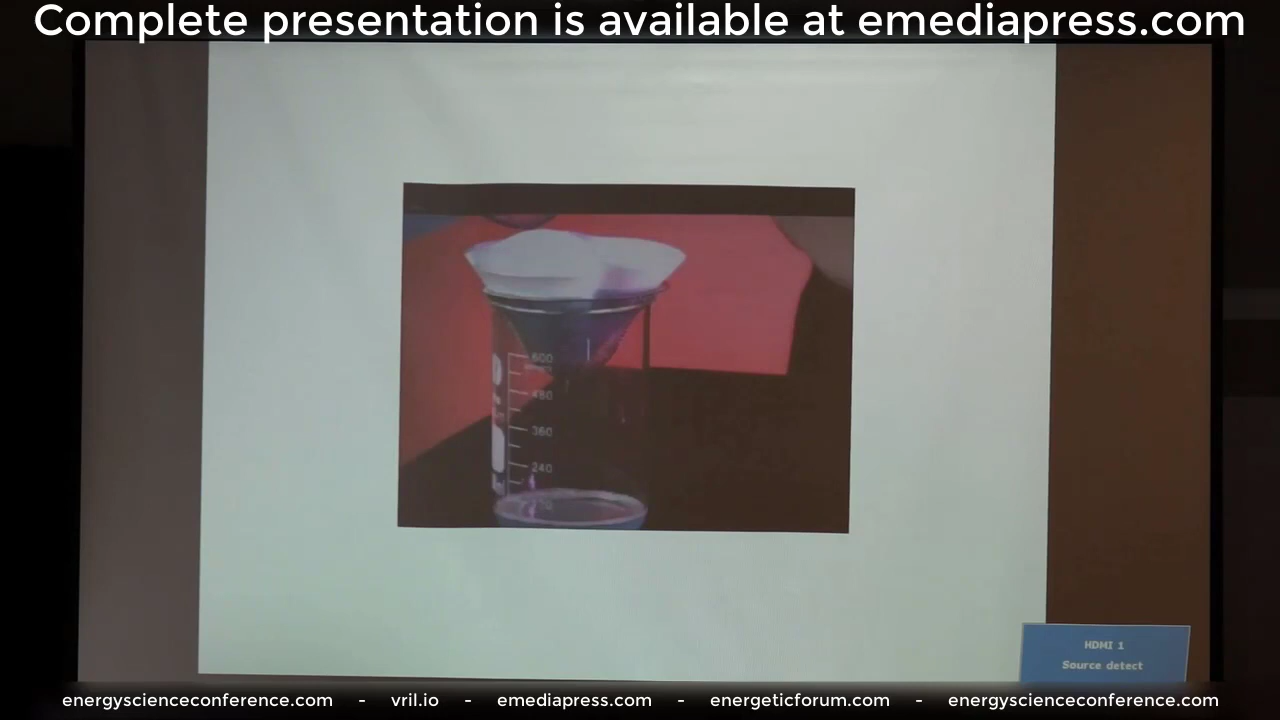 Complete presentation is available at emediapress.com
600
480
360
240
HDMI 1
Source detect
energyscienceconference.com - vril.io - emediapress.com - energeticforum.com - energyscienceconference.com